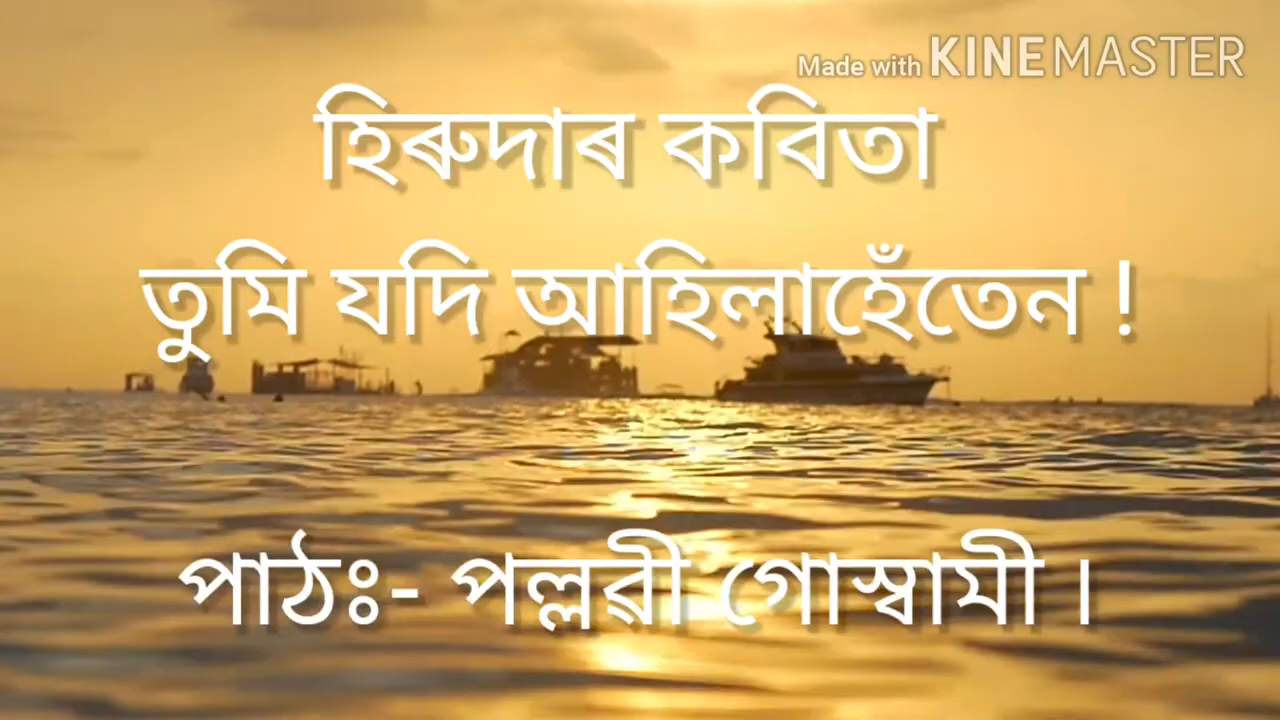 Made with KINEMASTER
হিৰুদাৰ কবিতা
তুমি যদি আহিলাহেঁতেন !
পাঠঃ- পল্লৱী গোস্বামী ।